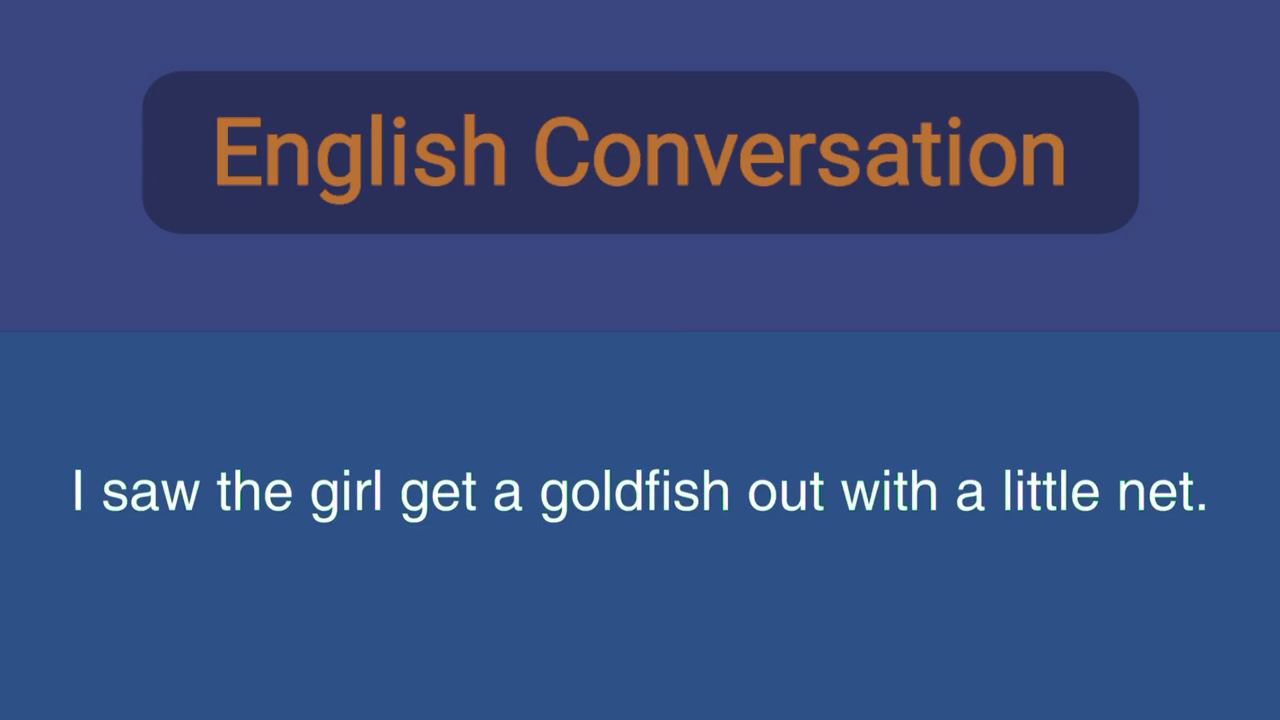 English Conversation
I saw the girl get a goldfish out with a little net.